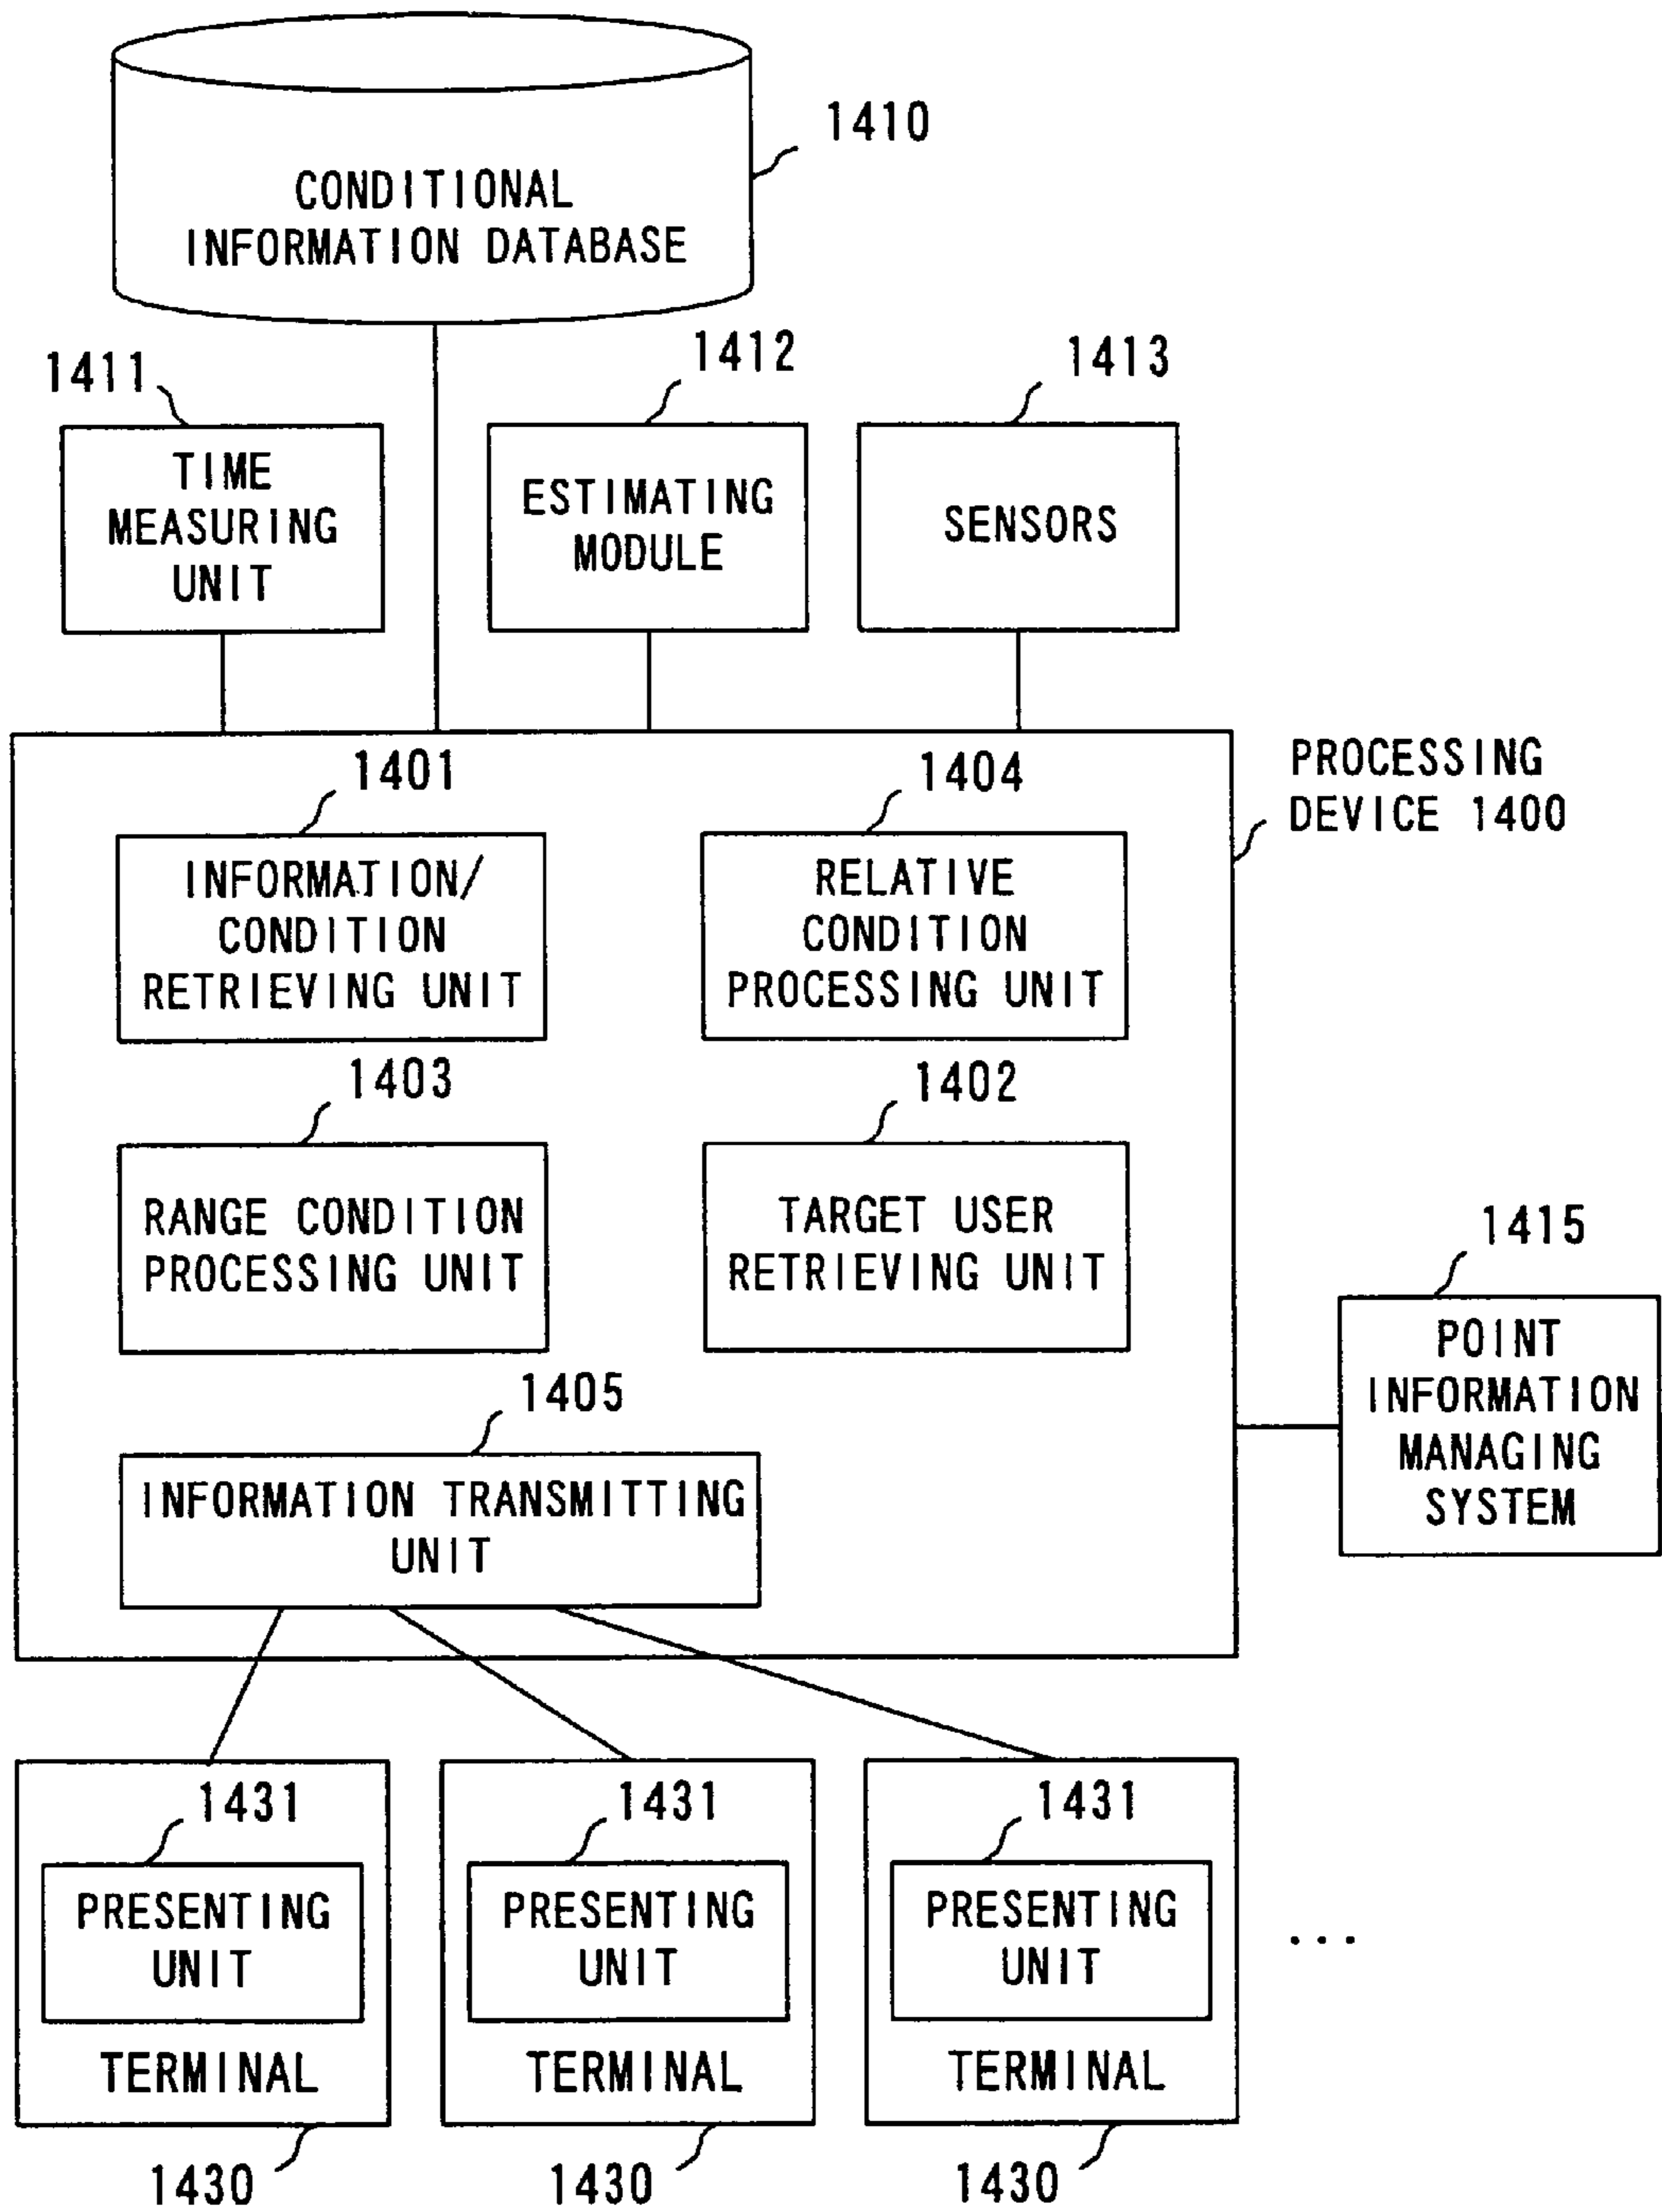 1410
CONDITIONAL
INFORMATION DATABASE
1411
1412
1413
TIME
MEASURING
UNIT
ESTIMATING
MODULE
SENSORS
PROCESSING
DEVICE 1400
1401
INFORMATION/
CONDITION
RETRIEVING UNIT
1404
RELATIVE
CONDITION
PROCESSING UNIT
1403
RANGE CONDITION
PROCESSING UNIT
1402
TARGET USER
RETRIEVING UNIT
1415
POINT
INFORMATION
MANAGING
SYSTEM
1405
INFORMATION TRANSMITTING
UNIT
1431
PRESENTING
UNIT
TERMINAL
1430
1431
PRESENTING
UNIT
TERMINAL
1430
1431
PRESENTING
UNIT
TERMINAL
1430
...